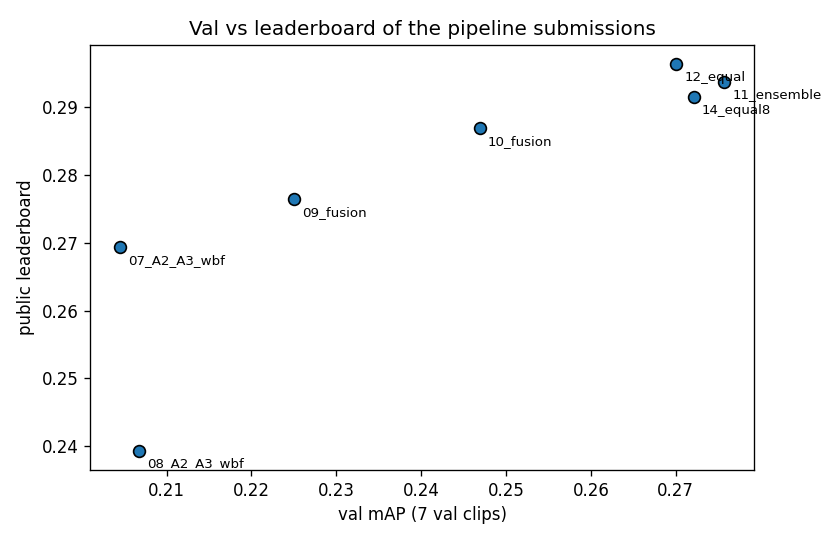 Val vs leaderboard of the pipeline submissions
public leaderboard
0.29
0.28
0.27
0.26
0.25
0.24
12_equal
11_ensemble
14_equal8
10_fusion
09_fusion
07_A2_A3_wbf
08_A2_A3_wbf
0.21 0.22 0.23 0.24 0.25 0.26 0.27
val mAP (7 val clips)